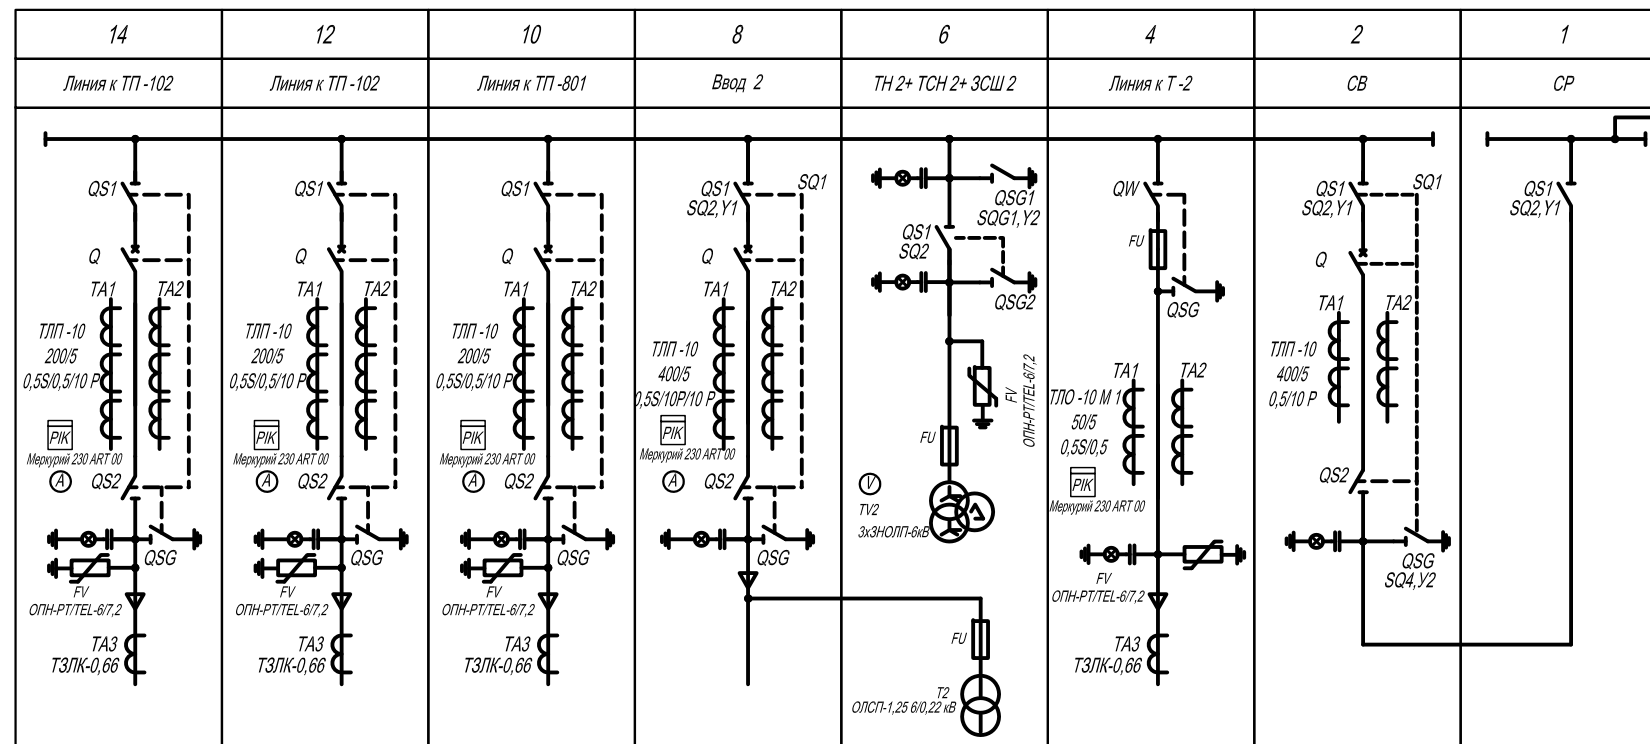 14
12
10
8
6
4
2
1
Линия к ТП -102
Линия к ТП -102
Линия к ТП -801
Ввод 2
ТН 2+ ТСН 2+ ЗСШ 2
Линия к Т -2
СВ
СР
QS1
Q
TA1
TA2
ТЛП -10
200/5
0,5S/0,5/10 Р
PIK
Меркурий 230 ART 00
A
QS2
QSG
FV
ОПН-РТ/TEL-6/7,2
TA3
ТЗЛК-0,66
QS1
Q
TA1
TA2
ТЛП -10
200/5
0,5S/0,5/10 Р
PIK
Меркурий 230 ART 00
A
QS2
QSG
FV
ОПН-РТ/TEL-6/7,2
TA3
ТЗЛК-0,66
QS1
Q
TA1
TA2
ТЛП -10
200/5
0,5S/0,5/10 Р
PIK
Меркурий 230 ART 00
A
QS2
QSG
FV
ОПН-РТ/TEL-6/7,2
TA3
ТЗЛК-0,66
QS1
SQ1
SQ2,Y1
Q
TA1
TA2
ТЛП -10
400/5
0,5S/10Р/10 Р
PIK
Меркурий 230 ART 00
A
QS2
QSG
QSG1
SQG1,Y2
QS1
SQ2
QSG2
FV
ОПН-РТ/TEL-6/7,2
FU
V
TV2
3х3НОЛП-6кВ
FU
T2
ОЛСП-1,25 6/0,22 кВ
QW
FU
QSG
TA1
TA2
ТЛО -10 М 1
50/5
0,5S/0,5
PIK
Меркурий 230 ART 00
FV
ОПН-РТ/TEL-6/7,2
TA3
ТЗЛК-0,66
QS1
SQ1
SQ2,Y1
Q
TA1
TA2
ТЛП -10
400/5
0,5/10 Р
QS2
QSG
SQ4,У2
QS1
SQ2,Y1